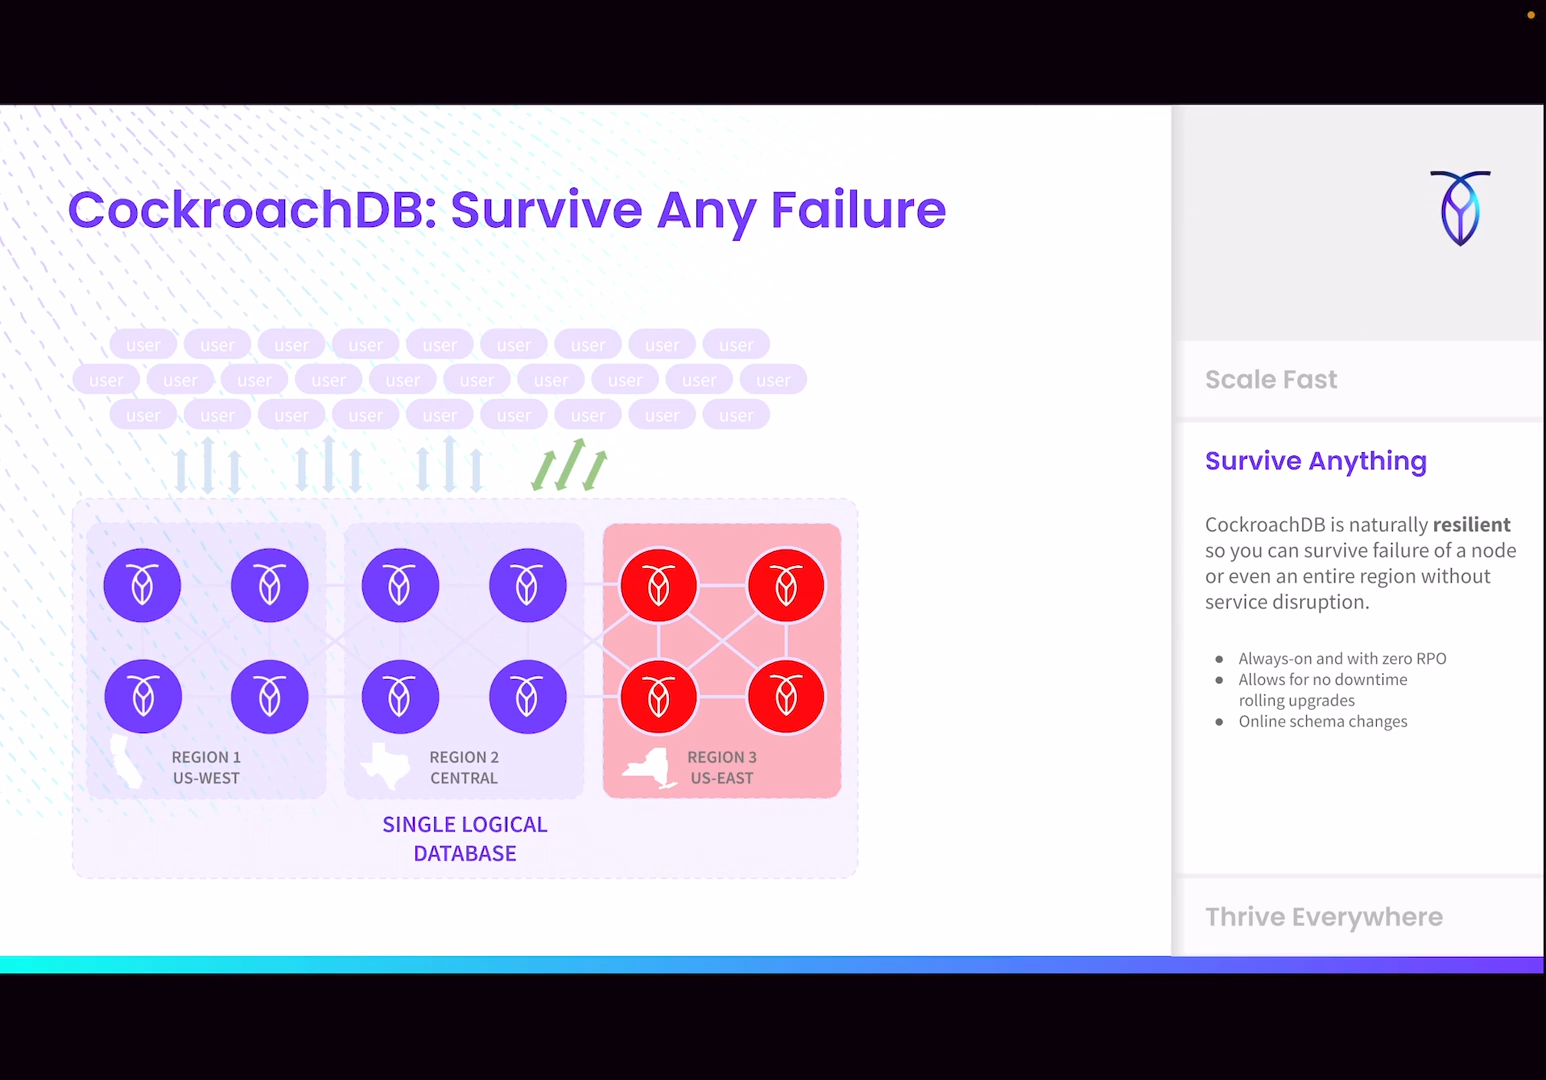 CockroachDB: Survive Any Failure
user user user user user user user user user
user user user user user user user user user user
user user user user user user user user user
REGION 1
US-WEST
REGION 2
CENTRAL
REGION 3
US-EAST
SINGLE LOGICAL
DATABASE
Scale Fast
Survive Anything
CockroachDB is naturally resilient
so you can survive failure of a node
or even an entire region without
service disruption.
● Always-on and with zero RPO
● Allows for no downtime
rolling upgrades
● Online schema changes
Thrive Everywhere